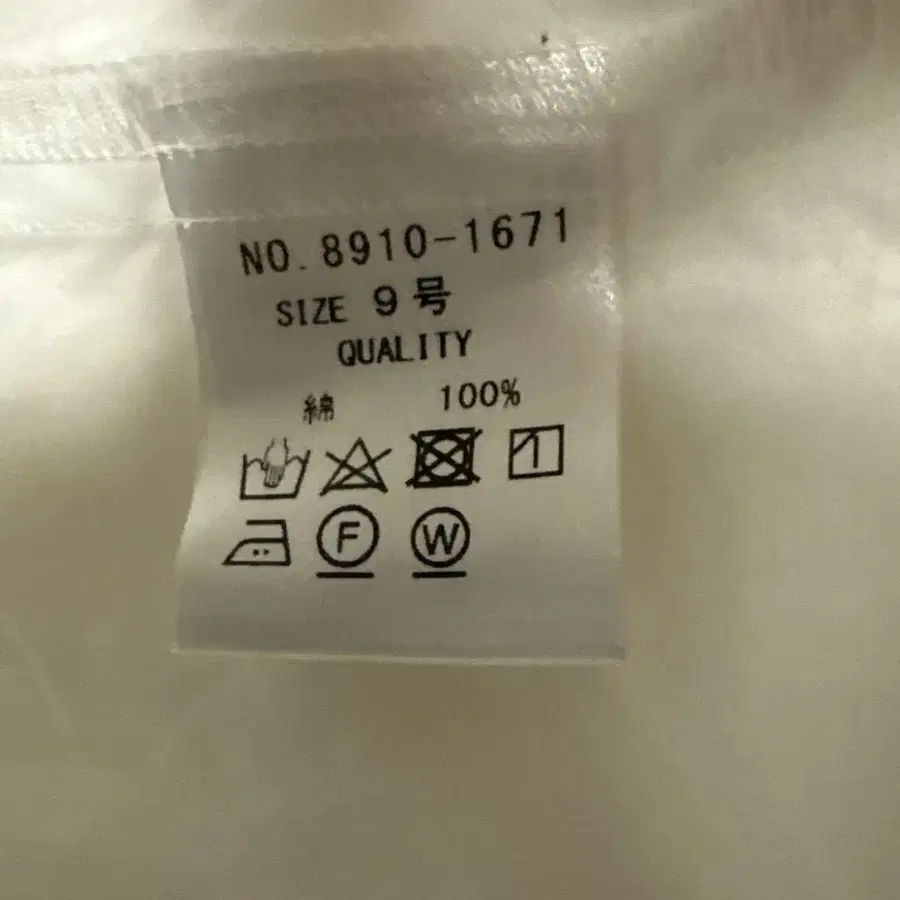 NO. 8910-1671
SIZE 9号
QUALITY
綿 100%
F W